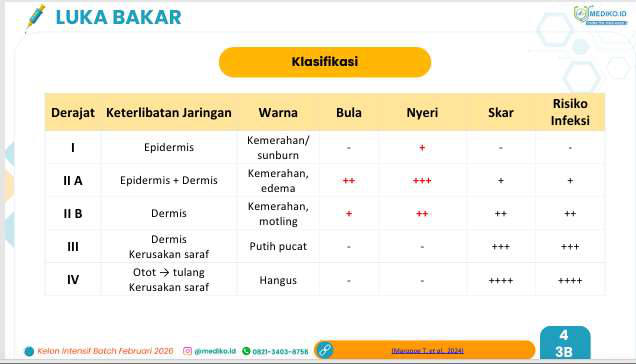 LUKA BAKAR
MEDIKO.ID
Klasifikasi
Derajat Keterlibatan Jaringan Warna Bula Nyeri Skar Risiko Infeksi
I Epidermis Kemerahan/ sunburn - + - -
II A Epidermis + Dermis Kemerahan, edema ++ +++ + +
II B Dermis Kemerahan, motling + ++ ++ ++
III Dermis Kerusakan saraf Putih pucat - - +++ +++
IV Otot → tulang Kerusakan saraf Hangus - - ++++ ++++
Kelon Intensif Batch Februari 2026 @mediko.id 0821-3403-8756 (Marzooe T, et al., 2024)
4
3B